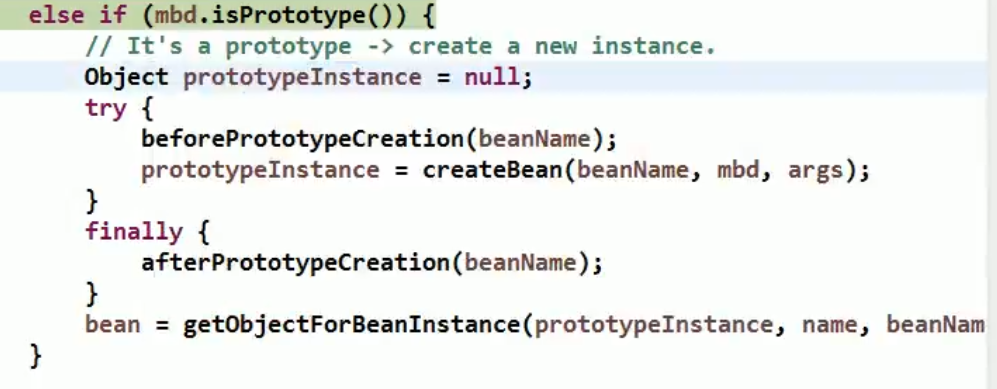 else if (mbd.isPrototype()) {
// It's a prototype -> create a new instance.
Object prototypeInstance = null;
try {
beforePrototypeCreation(beanName);
prototypeInstance = createBean(beanName, mbd, args);
}
finally {
afterPrototypeCreation(beanName);
}
bean = getObjectForBeanInstance(prototypeInstance, name, beanNam
}